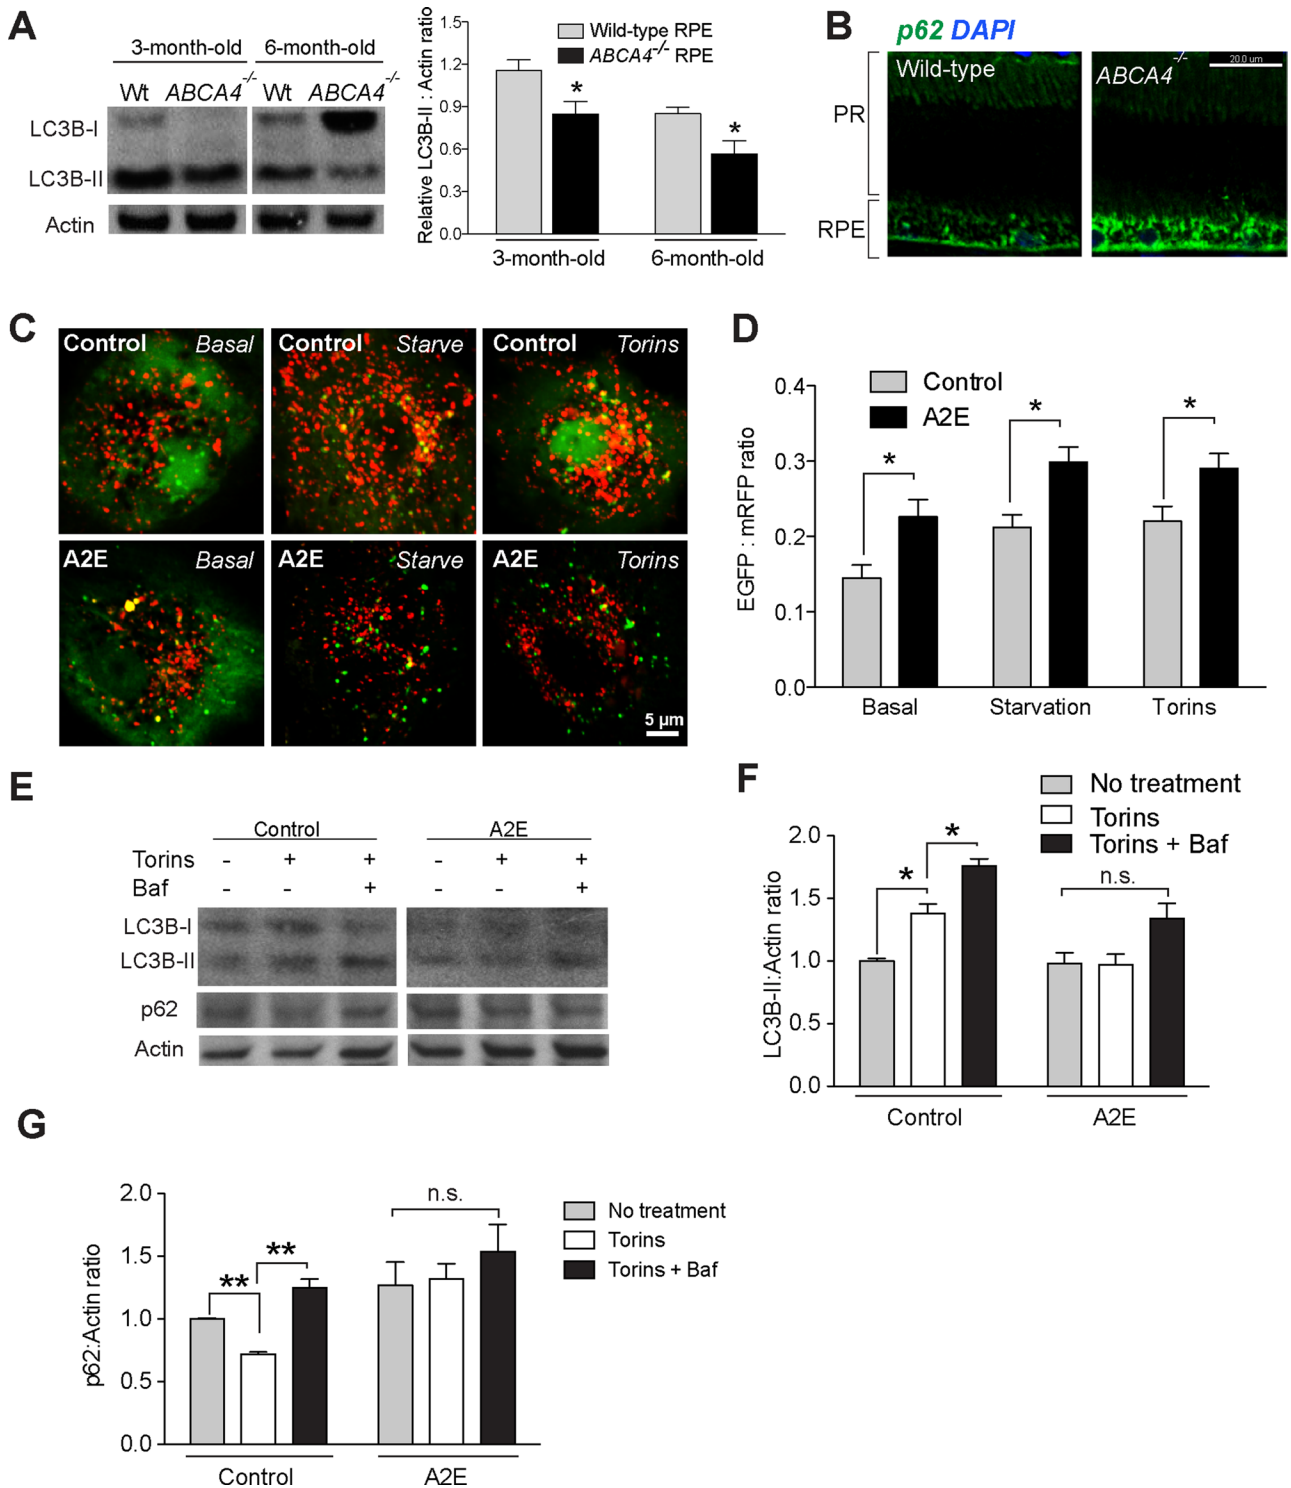 A
3-month-old 6-month-old
Wt ABCA4-/- Wt ABCA4-/-
LC3B-I
LC3B-II
Actin
Relative LC3B-II : Actin ratio
1.5
1.2
0.9
0.6
0.3
0.0
Wild-type RPE
ABCA4-/- RPE
*
*
3-month-old 6-month-old
B
p62 DAPI
Wild-type
ABCA4-/-
20.0 um
PR
RPE
C
Control Basal
Control Starve
Control Torins
A2E Basal
A2E Starve
A2E Torins
5 μm
D
EGFP : mRFP ratio
0.4
0.3
0.2
0.1
0.0
Control
A2E
*
*
*
Basal Starvation Torins
E
Control A2E
Torins - + + - + +
Baf - - + - - +
LC3B-I
LC3B-II
p62
Actin
F
No treatment
Torins
Torins + Baf
LC3B-II:Actin ratio
2.0
1.5
1.0
0.5
0.0
*
*
n.s.
Control A2E
G
p62:Actin ratio
2.0
1.5
1.0
0.5
0.0
**
**
n.s.
No treatment
Torins
Torins + Baf
Control A2E